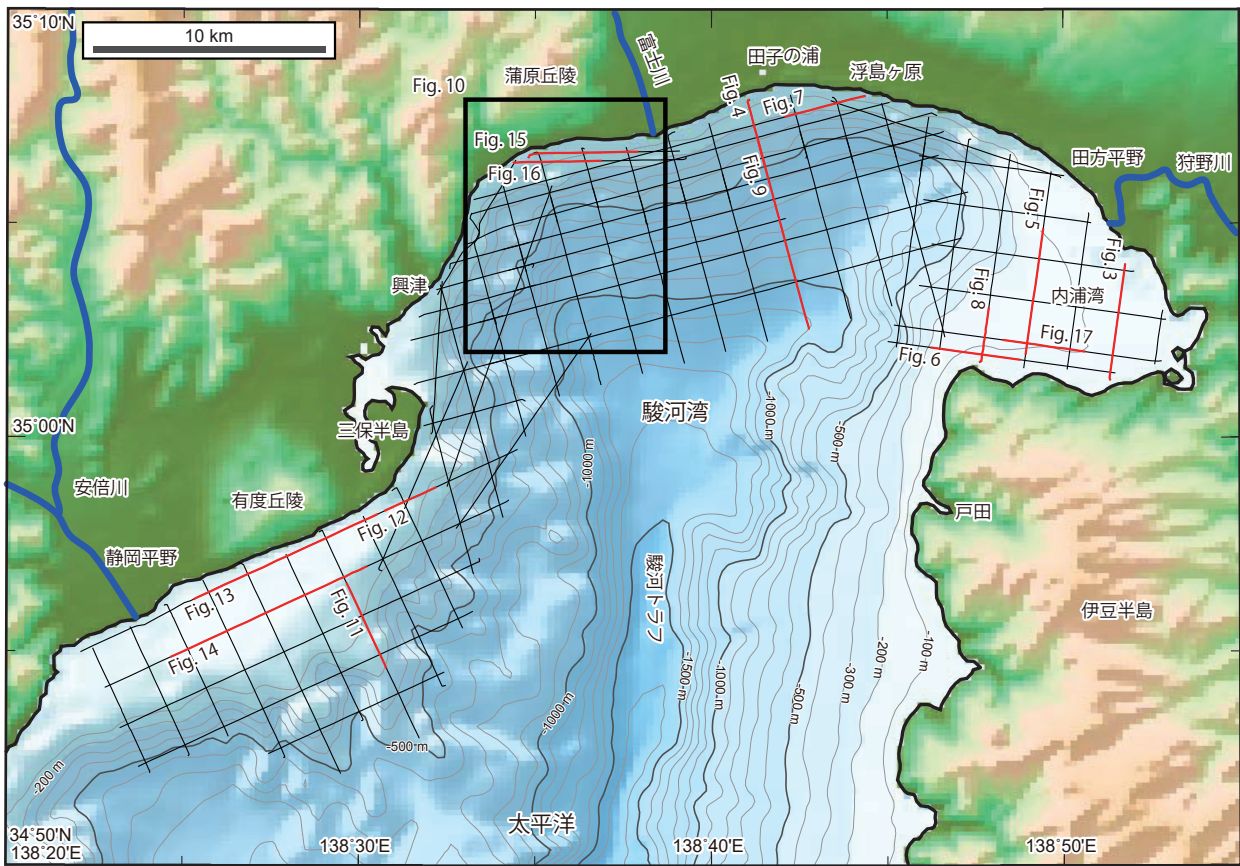 35˚10'N
10 km
Fig. 10
蒲原丘陵
富士川
田子の浦
浮島ヶ原
Fig. 4
Fig. 7
Fig. 15
Fig. 16
Fig. 9
田方平野
狩野川
Fig. 5
Fig. 3
興津
Fig. 8
内浦湾
Fig. 17
Fig. 6
駿河湾
-1000 m
-500 m
35˚00'N
三保半島
-1000 m
安倍川
有度丘陵
戸田
Fig. 12
静岡平野
駿河トラフ
Fig. 13
Fig. 11
伊豆半島
Fig. 14
-1500 m
-1000 m
-500 m
-300 m
-200 m
-100 m
-1000 m
-500 m
-200 m
太平洋
34˚50'N
138˚20'E
138˚30'E
138˚40'E
138˚50'E